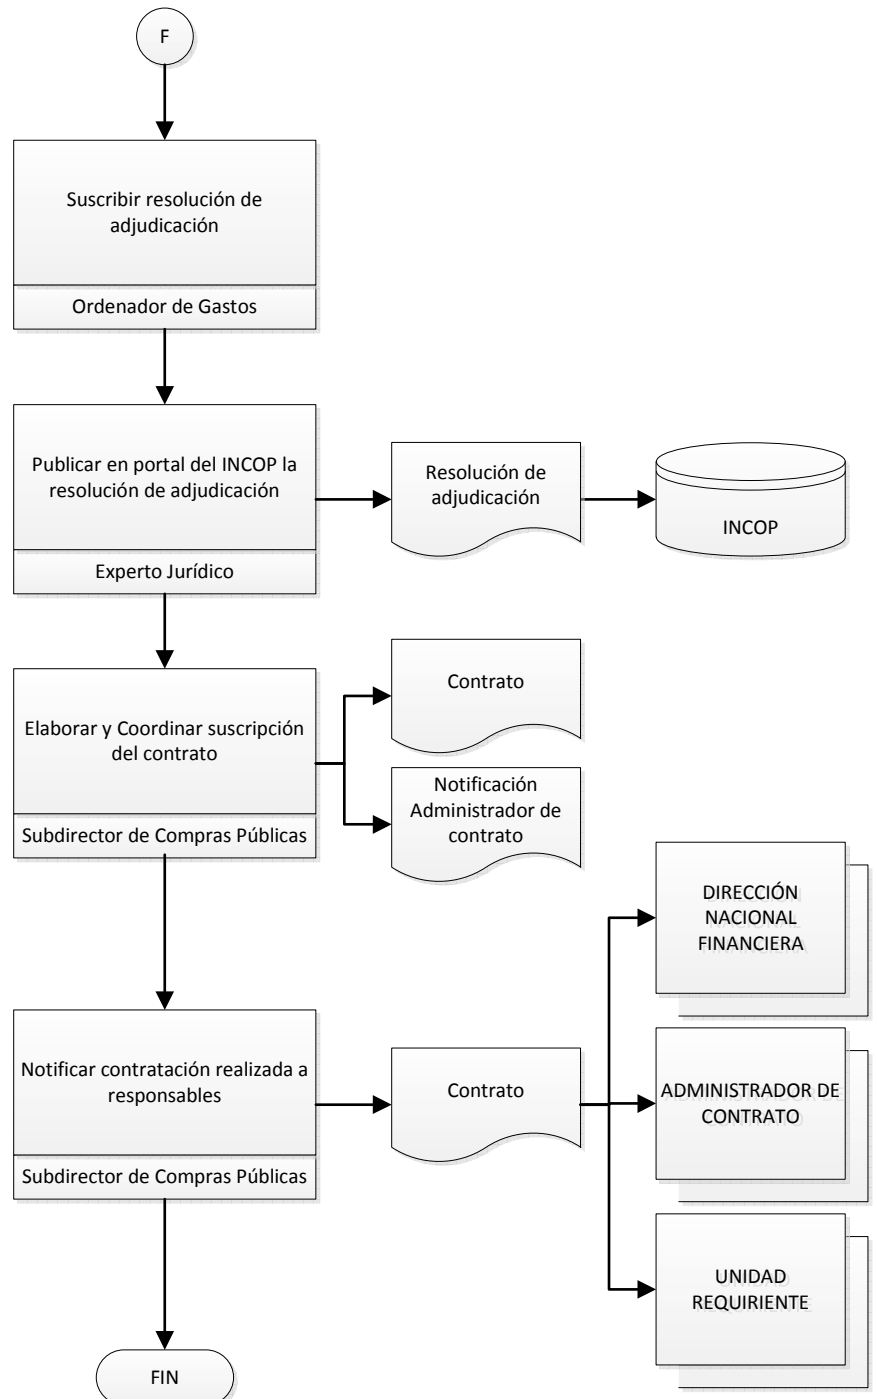 F
Suscribir resolución de
adjudicación
Ordenador de Gastos
Publicar en portal del INCOP la
resolución de adjudicación
Experto Jurídico
Resolución de
adjudicación
INCOP
Elaborar y Coordinar suscripción
del contrato
Subdirector de Compras Públicas
Contrato
Notificación
Administrador de
contrato
Notificar contratación realizada a
responsables
Subdirector de Compras Públicas
Contrato
DIRECCIÓN
NACIONAL
FINANCIERA
ADMINISTRADOR DE
CONTRATO
UNIDAD
REQUIRIENTE
FIN